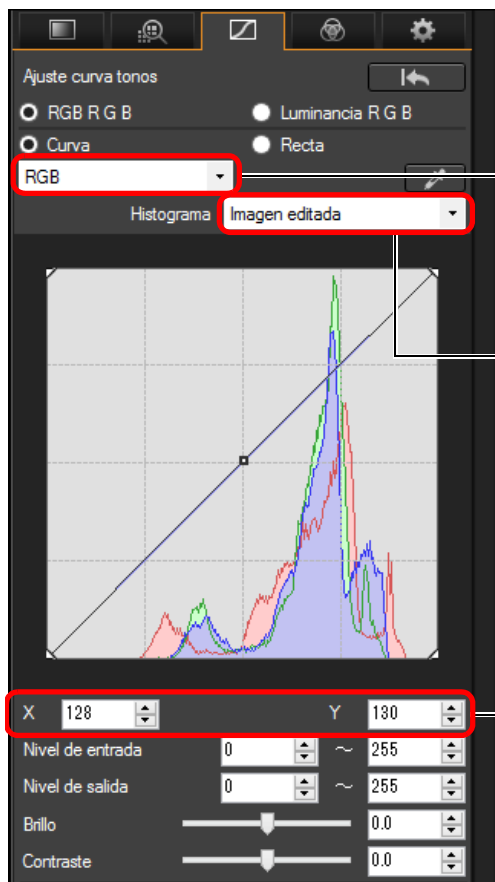 Ajuste curva tonos
RGB R G B Luminancia R G B
Curva Recta
RGB
Histograma Imagen editada
X 128 Y 130
Nivel de entrada 0 ~ 255
Nivel de salida 0 ~ 255
Brillo 0.0
Contraste 0.0